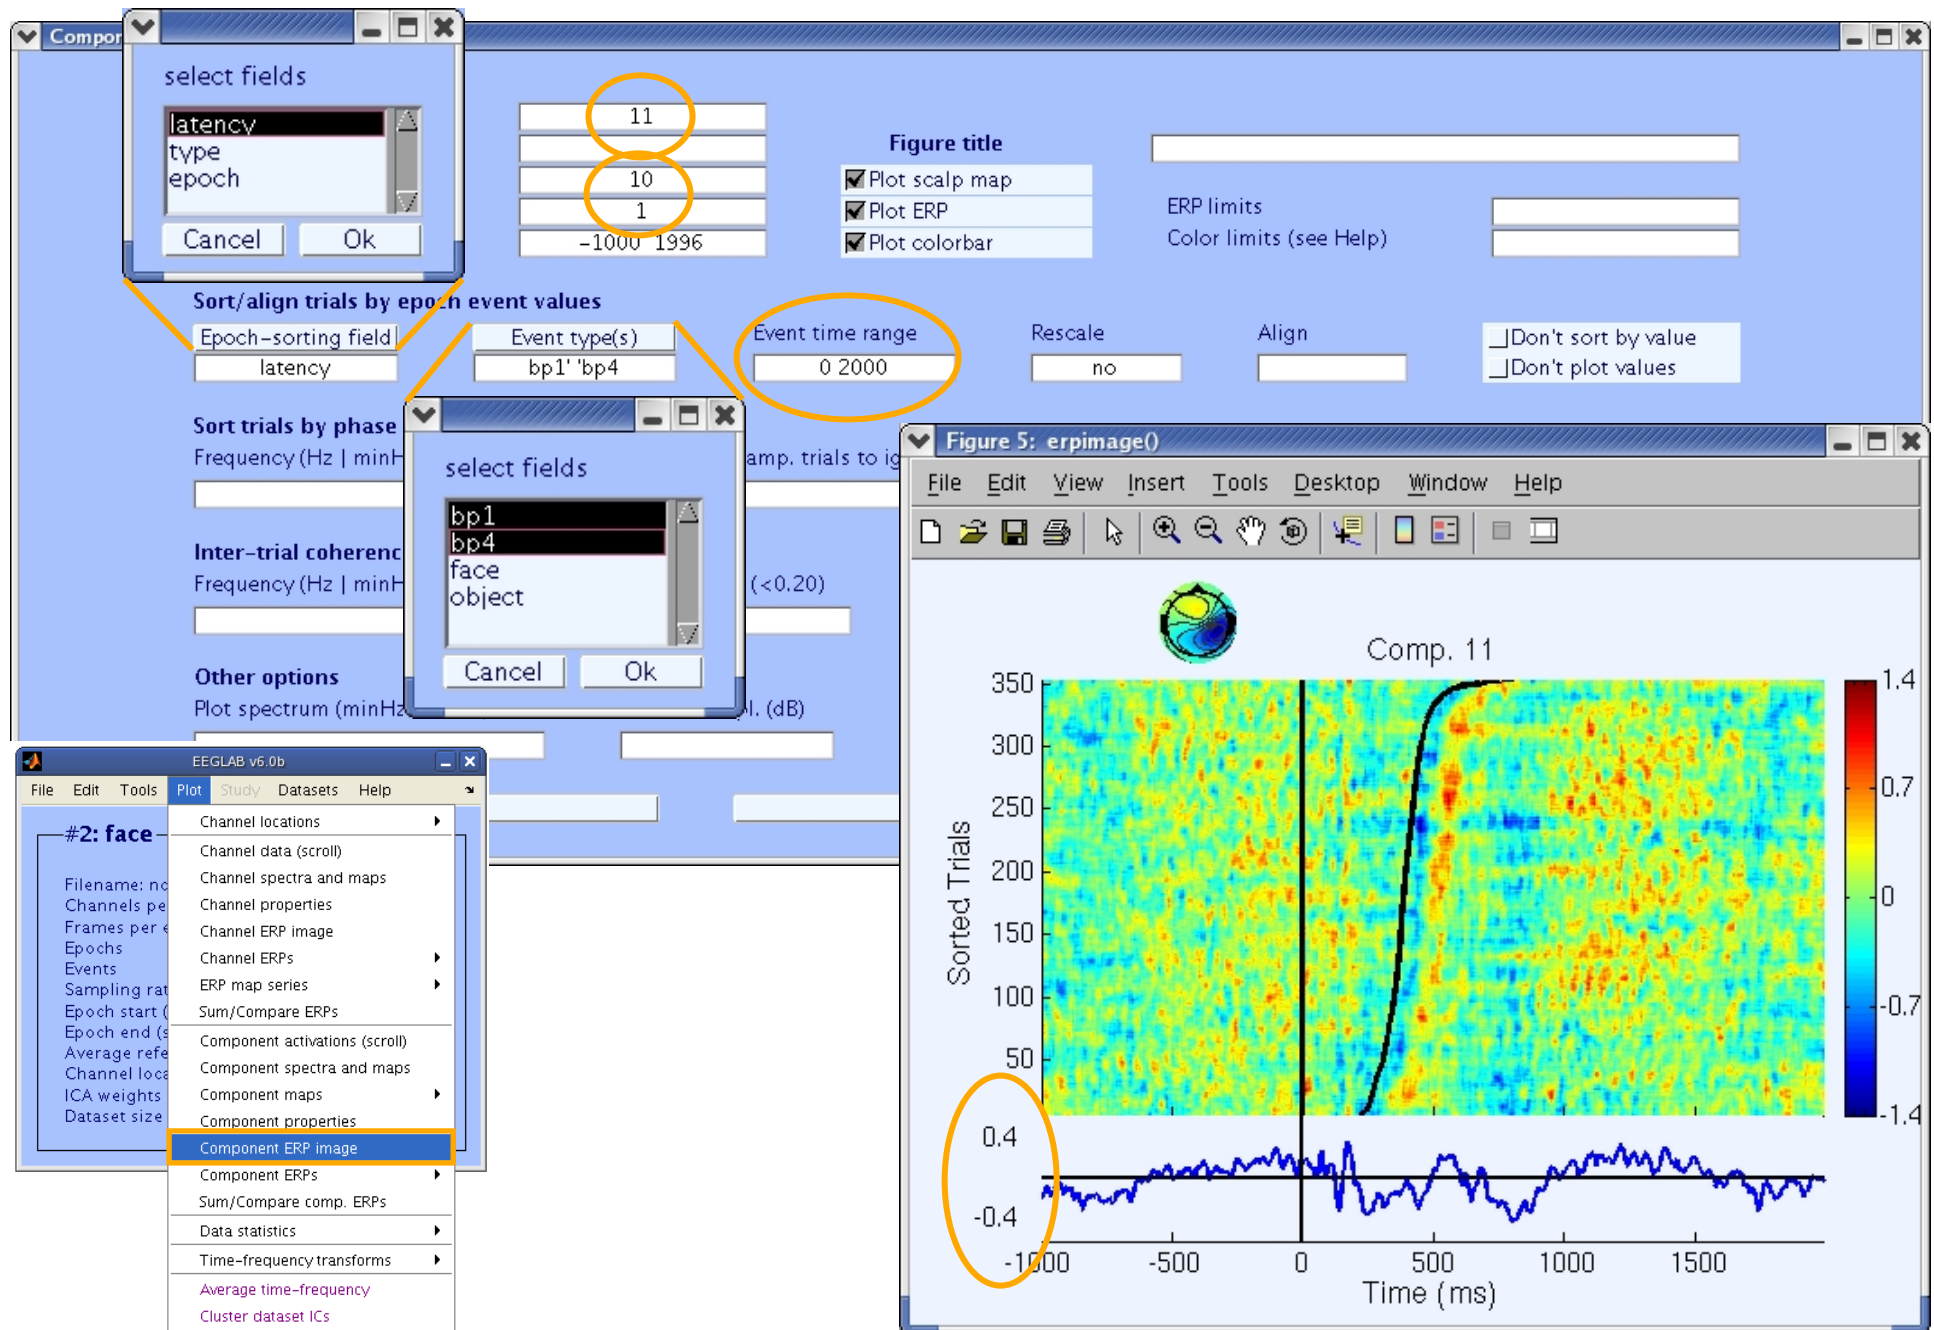 Compor
select fields
latency
type
epoch
Cancel
Ok
11
10
1
-1000 1996
Figure title
Plot scalp map
Plot ERP
Plot colorbar
ERP limits
Color limits (see Help)
Sort/align trials by epoch event values
Epoch-sorting field
Event type(s)
Event time range
Rescale
Align
Don't sort by value
latency
bp1' 'bp4
0 2000
no
Don't plot values
Sort trials by phase
Frequency (Hz | minH
amp. trials to ig
select fields
bp1
bp4
face
object
Cancel
Ok
Inter-trial coherenc
Frequency (Hz | minH
(<0.20)
Other options
Plot spectrum (minHz
l. (dB)
EEGLAB v6.0b
File Edit Tools Plot Study Datasets Help
#2: face
Filename: no
Channels pe
Frames per e
Epochs
Events
Sampling rat
Epoch start (
Epoch end (s
Average refe
Channel loca
ICA weights
Dataset size
Channel locations
Channel data (scroll)
Channel spectra and maps
Channel properties
Channel ERP image
Channel ERPs
ERP map series
Sum/Compare ERPs
Component activations (scroll)
Component spectra and maps
Component maps
Component properties
Component ERP image
Component ERPs
Sum/Compare comp. ERPs
Data statistics
Time-frequency transforms
Average time-frequency
Cluster dataset ICs
Figure 5: erpimage()
File Edit View Insert Tools Desktop Window Help
Comp. 11
Sorted Trials
350
300
250
200
150
100
50
1.4
0.7
0
-0.7
-1.4
0.4
-0.4
-1000 -500 0 500 1000 1500
Time (ms)